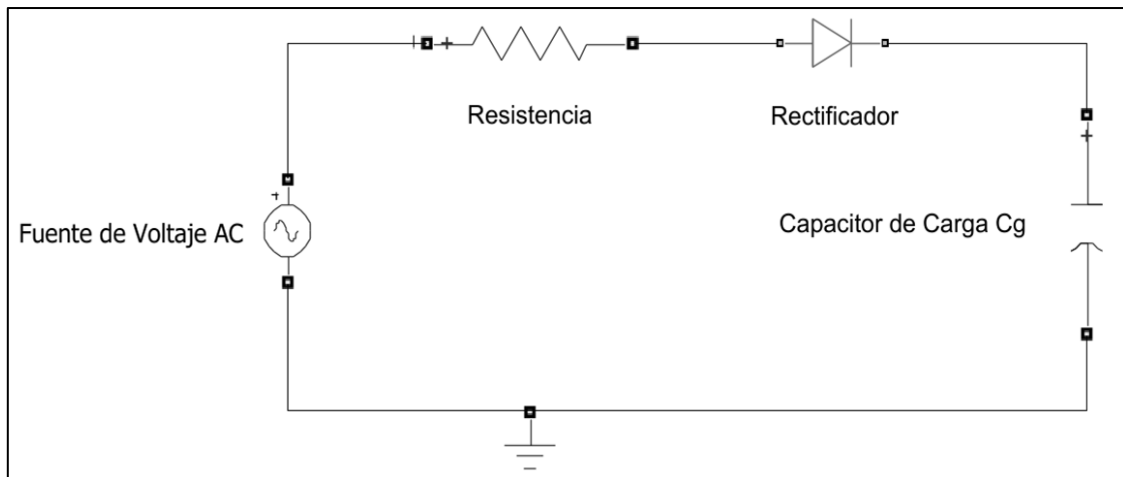 Resistencia
Rectificador
Fuente de Voltaje AC
Capacitor de Carga Cg